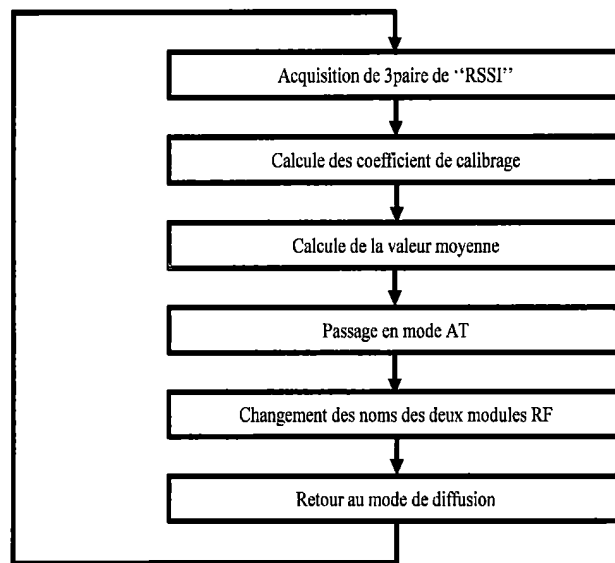 Acquisition de 3paire de ‘‘RSSI’’
Calcule des coefficient de calibrage
Calcule de la valeur moyenne
Passage en mode AT
Changement des noms des deux modules RF
Retour au mode de diffusion